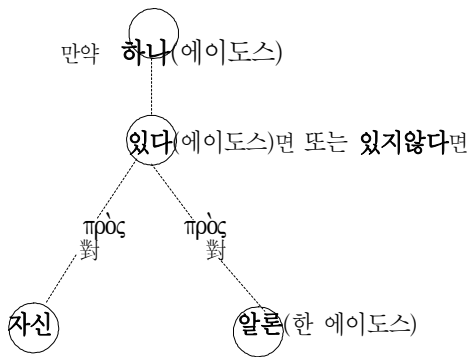 만약 하나(에이도스)
있다(에이도스)면 또는 있지않다면
πρὸς πρὸς
對 對
자신 알론(한 에이도스)